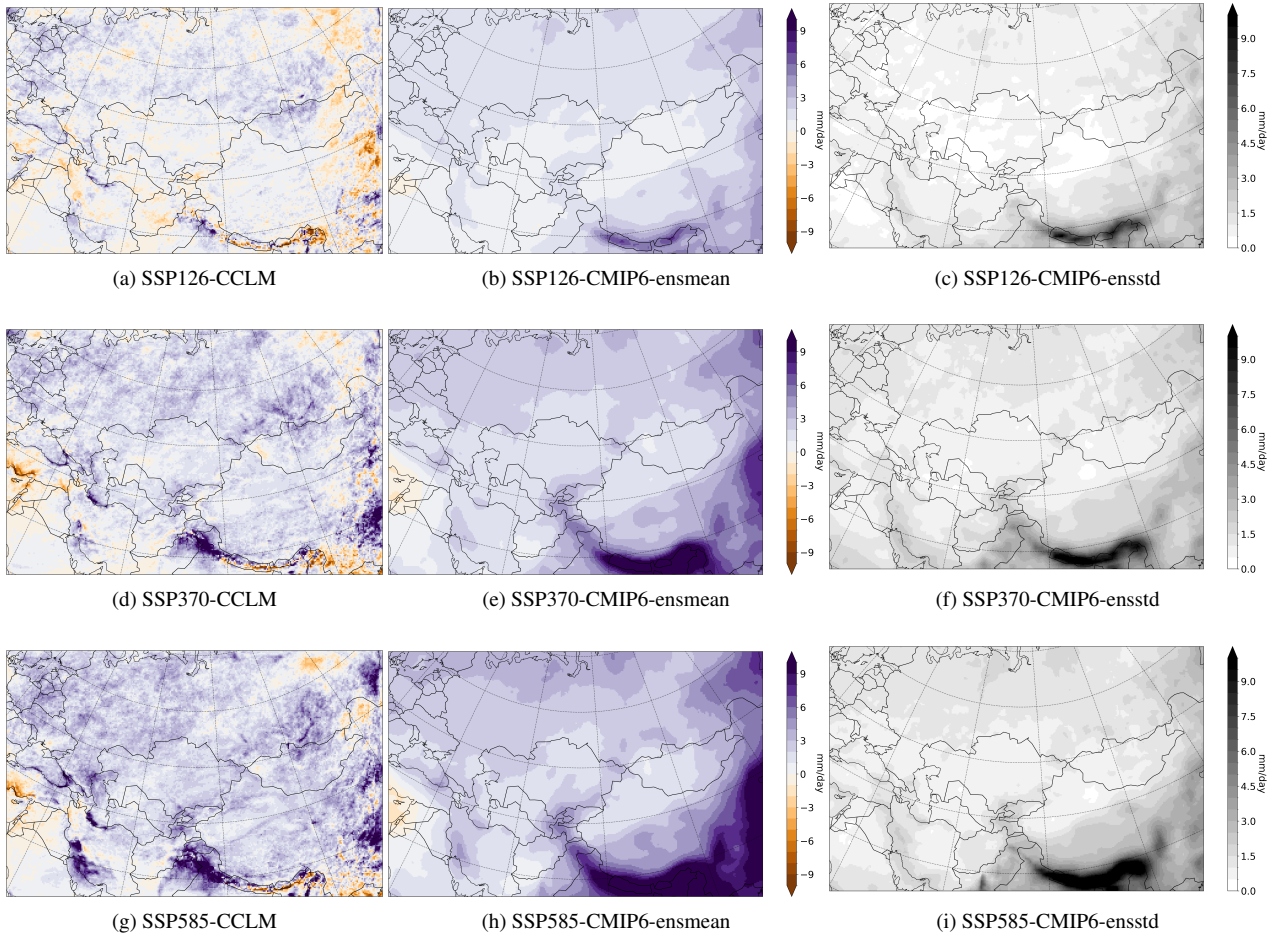 9
6
3
0
−3
−6
−9
mm/day
9.0
7.5
6.0
4.5
3.0
1.5
0.0
mm/day
(a) SSP126-CCLM
(b) SSP126-CMIP6-ensmean
(c) SSP126-CMIP6-ensstd
9
6
3
0
−3
−6
−9
mm/day
9.0
7.5
6.0
4.5
3.0
1.5
0.0
mm/day
(d) SSP370-CCLM
(e) SSP370-CMIP6-ensmean
(f) SSP370-CMIP6-ensstd
9
6
3
0
−3
−6
−9
mm/day
9.0
7.5
6.0
4.5
3.0
1.5
0.0
mm/day
(g) SSP585-CCLM
(h) SSP585-CMIP6-ensmean
(i) SSP585-CMIP6-ensstd